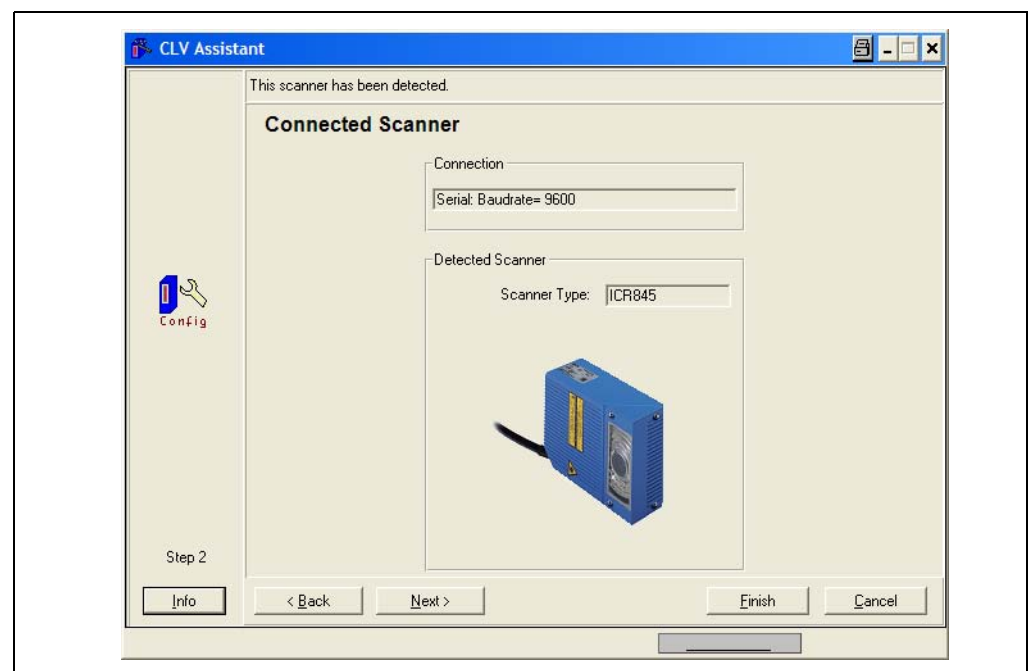 CLV Assistant
This scanner has been detected.
Connected Scanner
Connection
Serial: Baudrate= 9600
Detected Scanner
Scanner Type: ICR845
Config
Step 2
Info < Back Next > Finish Cancel